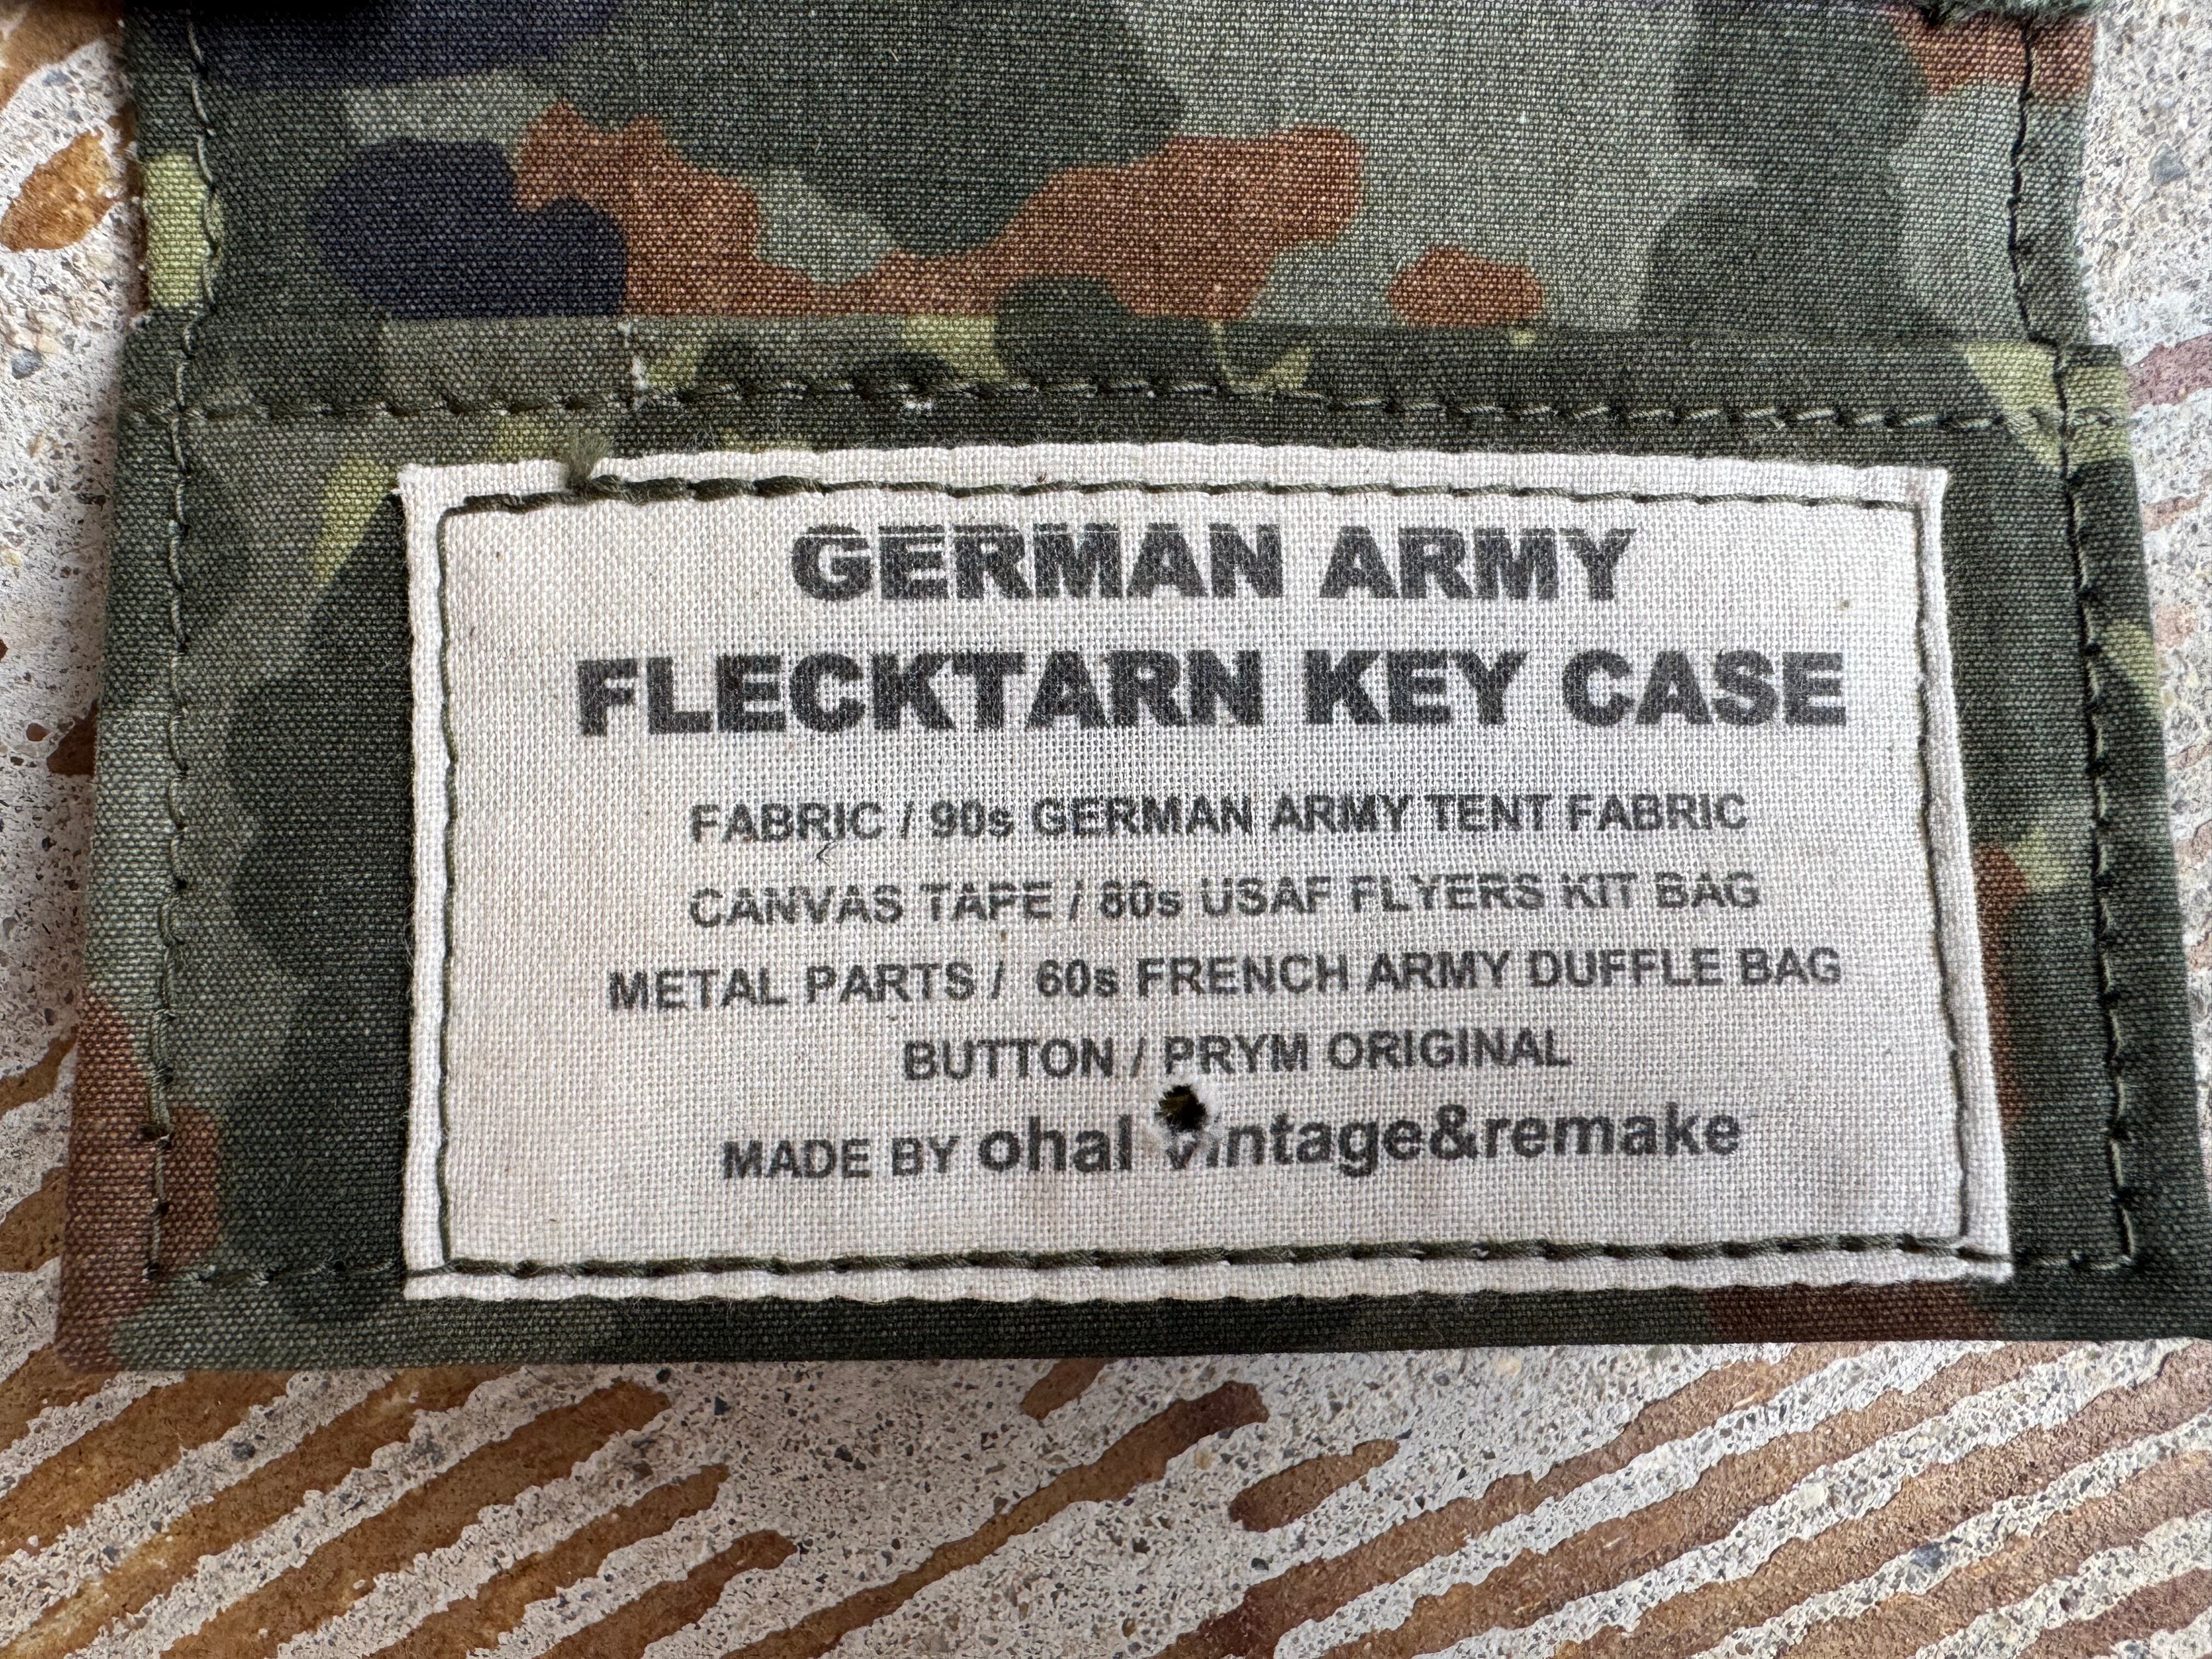 GERMAN ARMY
FLECKTARN KEY CASE
FABRIC / 90s GERMAN ARMY TENT FABRIC
CANVAS TAPE / 80s USAF FLYERS KIT BAG
METAL PARTS / 60s FRENCH ARMY DUFFLE BAG
BUTTON / PRYM ORIGINAL
MADE BY ohal vintage&remake